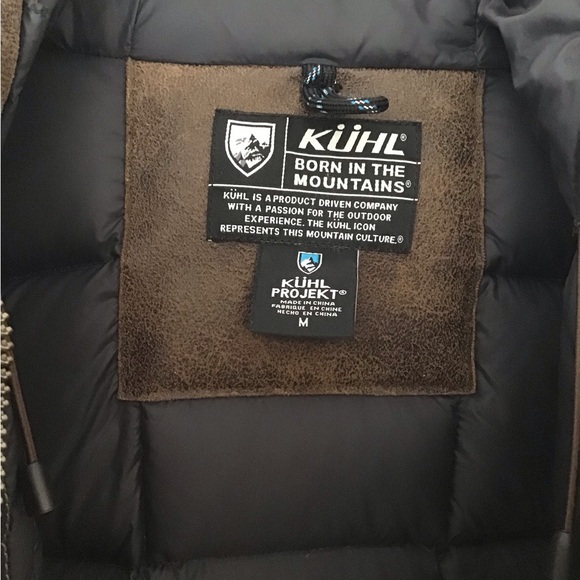 KÜHL®
BORN IN THE
MOUNTAINS®
KÜHL IS A PRODUCT DRIVEN COMPANY
WITH A PASSION FOR THE OUTDOOR
EXPERIENCE. THE KÜHL ICON
REPRESENTS THIS MOUNTAIN CULTURE.®
KÜHL
PROJEKT®
MADE IN CHINA
FABRIQUE EN CHINE
HECHO EN CHINA
M